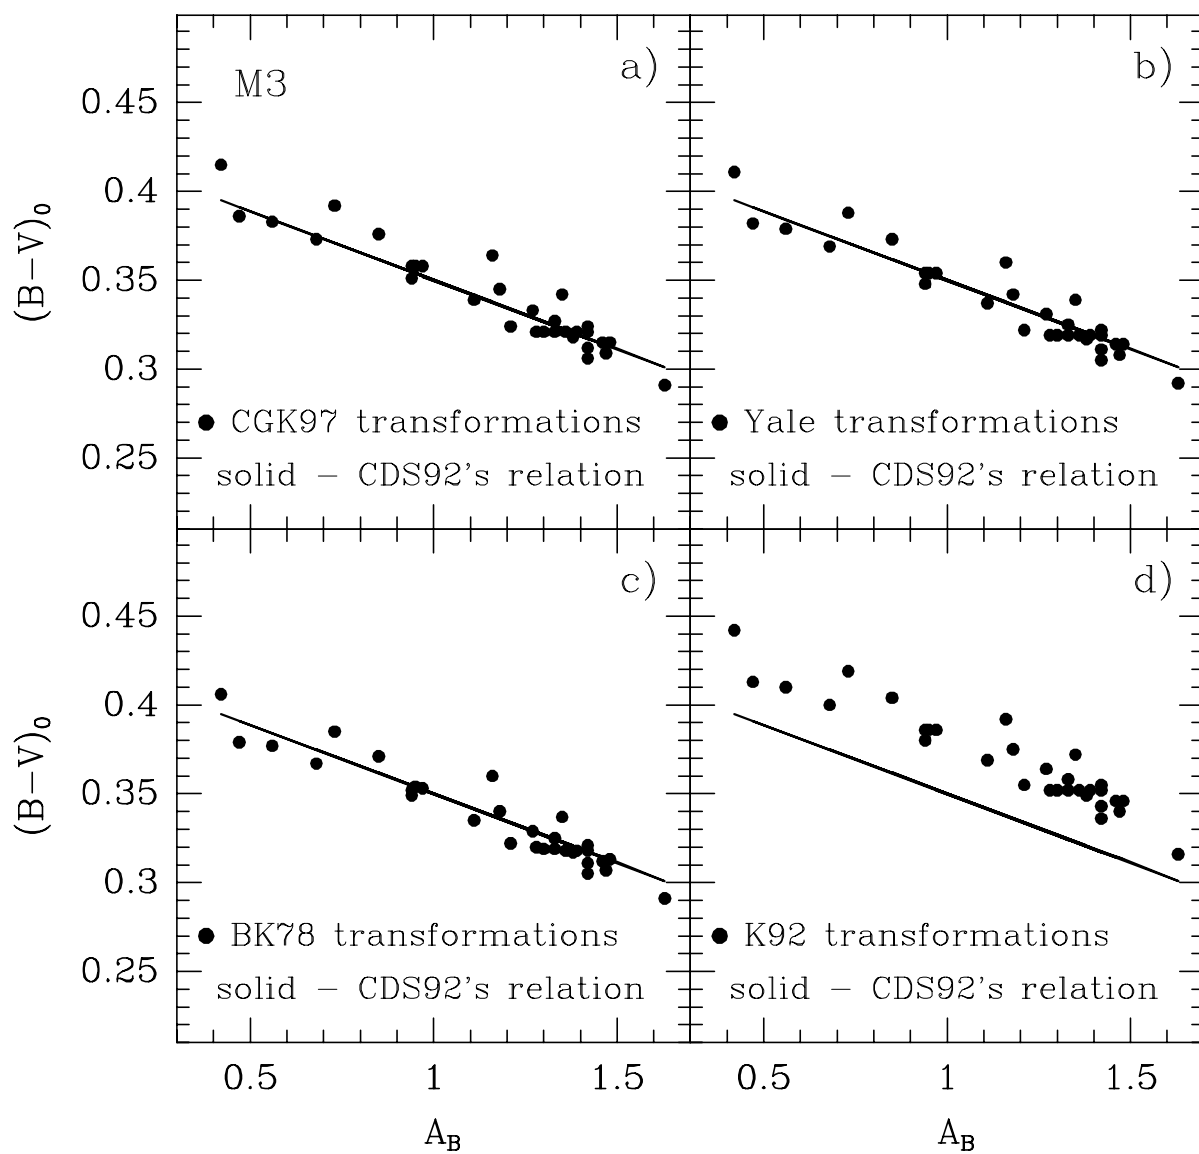 M3
a)
b)
0.45
0.4
0.35
0.3
0.25
(B−V)0
CGK97 transformations
solid − CDS92's relation
Yale transformations
solid − CDS92's relation
c)
d)
0.45
0.4
0.35
0.3
0.25
(B−V)0
BK78 transformations
solid − CDS92's relation
K92 transformations
solid − CDS92's relation
0.5 1 1.5
0.5 1 1.5
AB
AB